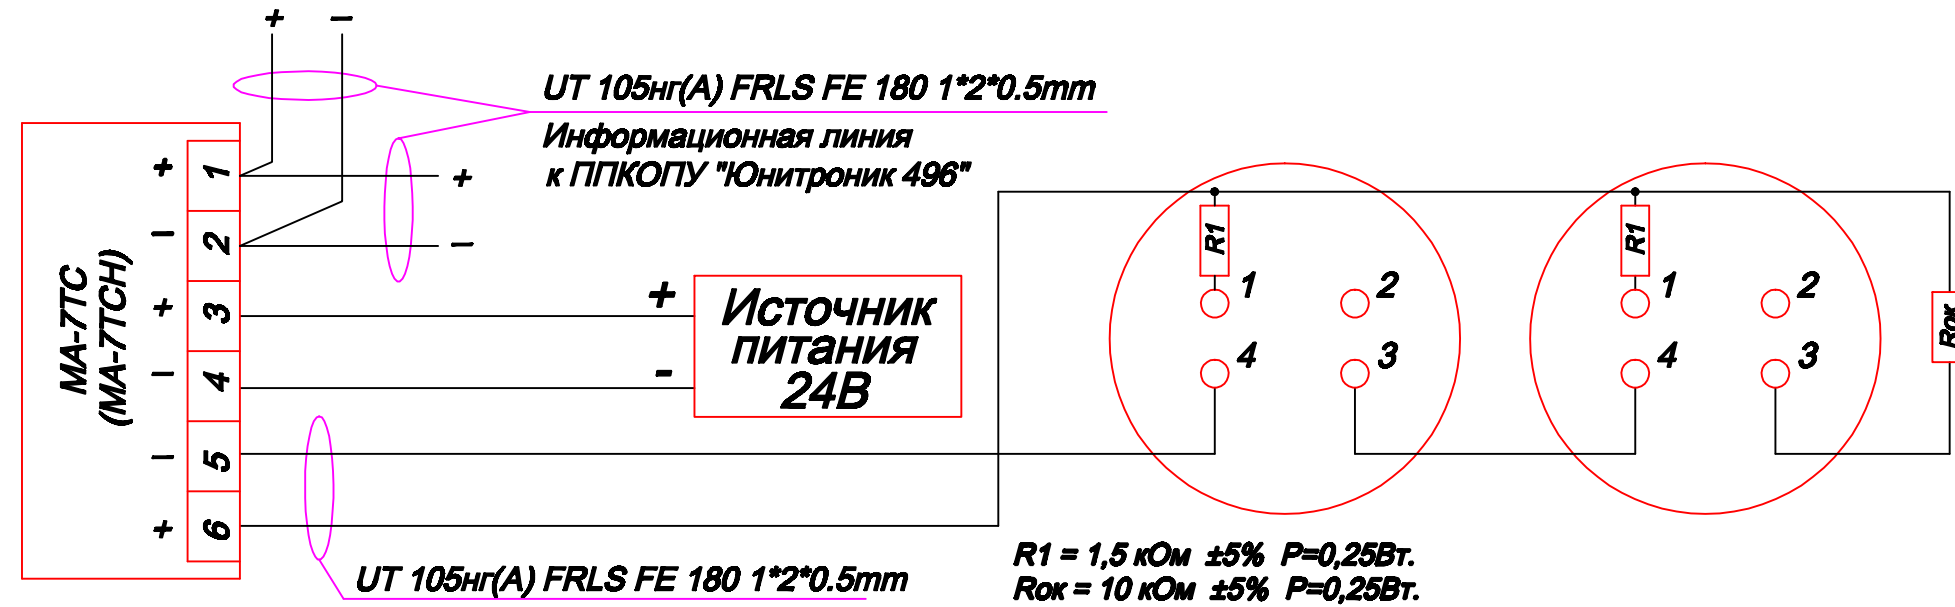 + −
UT 105нг(А) FRLS FE 180 1*2*0.5mm
Информационная линия
к ППКОПУ "Юнитроник 496"
МА-7ТС
(МА-7ТСН)
+ 1 +
− 2 −
+ 3 +
− 4 -
− 5
+ 6
Источник
питания
24В
R1
1 2
4 3
R1
1 2
4 3
Rок
UT 105нг(А) FRLS FE 180 1*2*0.5mm
R1 = 1,5 кОм ±5% P=0,25Вт.
Rок = 10 кОм ±5% P=0,25Вт.